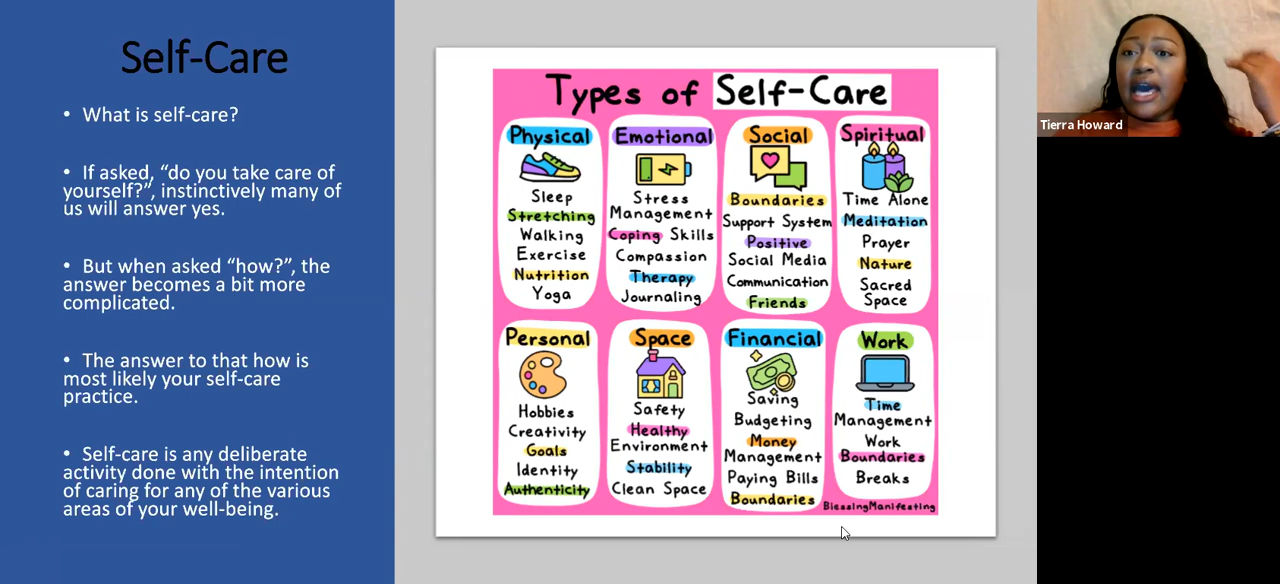 Self-Care
• What is self-care?
• If asked, “do you take care of
yourself?”, instinctively many of
us will answer yes.
• But when asked “how?”, the
answer becomes a bit more
complicated.
• The answer to that how is
most likely your self-care
practice.
• Self-care is any deliberate
activity done with the intention
of caring for any of the various
areas of your well-being.
Types of Self-Care
Physical
Sleep
Stretching
Walking
Exercise
Nutrition
Yoga
Emotional
Stress
Management
Coping Skills
Compassion
Therapy
Journaling
Social
Boundaries
Support System
Positive
Social Media
Communication
Friends
Spiritual
Time Alone
Meditation
Prayer
Nature
Sacred
Space
Personal
Hobbies
Creativity
Goals
Identity
Authenticity
Space
Safety
Healthy
Environment
Stability
Clean Space
Financial
Saving
Budgeting
Money
Management
Paying Bills
Boundaries
Work
Time
Management
Work
Boundaries
Breaks
BlessingManifesting
Tierra Howard